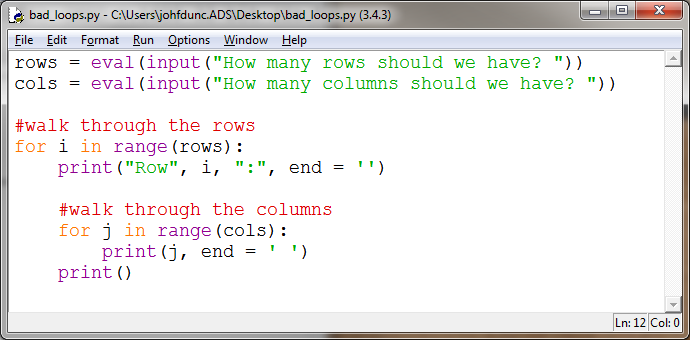 bad_loops.py - C:\Users\johfdunc.ADS\Desktop\bad_loops.py (3.4.3)
File Edit Format Run Options Windows Help
rows = eval(input("How many rows should we have? "))
cols = eval(input("How many columns should we have? "))

#walk through the rows
for i in range(rows):
    print("Row", i, ":", end = '')

    #walk through the columns
    for j in range(cols):
        print(j, end = ' ')
    print()
Ln: 12 Col: 0